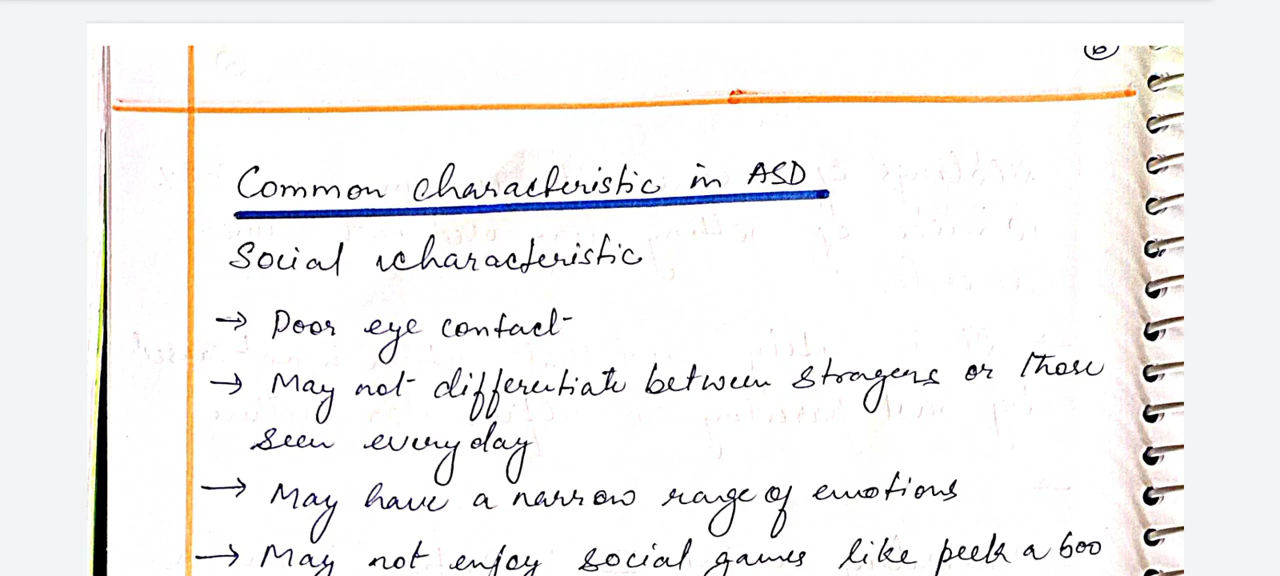 6
Common characteristic in ASD
Social characteristic
→ Poor eye contact
→ May not differentiate between stragers or those
seen everyday
→ May have a narrow range of emotions
→ May not enjoy social games like peek a boo